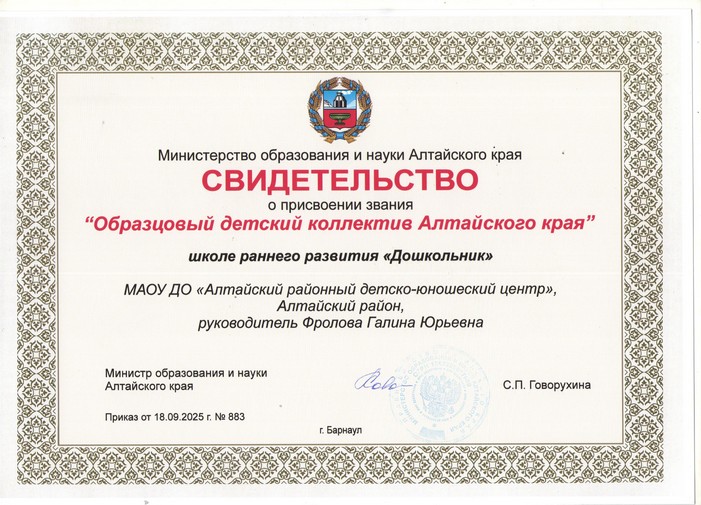 Министерство образования и науки Алтайского края
СВИДЕТЕЛЬСТВО
о присвоении звания
“Образцовый детский коллектив Алтайского края”
школе раннего развития «Дошкольник»
МАОУ ДО «Алтайский районный детско-юношеский центр»,
Алтайский район,
руководитель Фролова Галина Юрьевна
Министр образования и науки
Алтайского края
С.П. Говорухина
Приказ от 18.09.2025 г. № 883
г. Барнаул